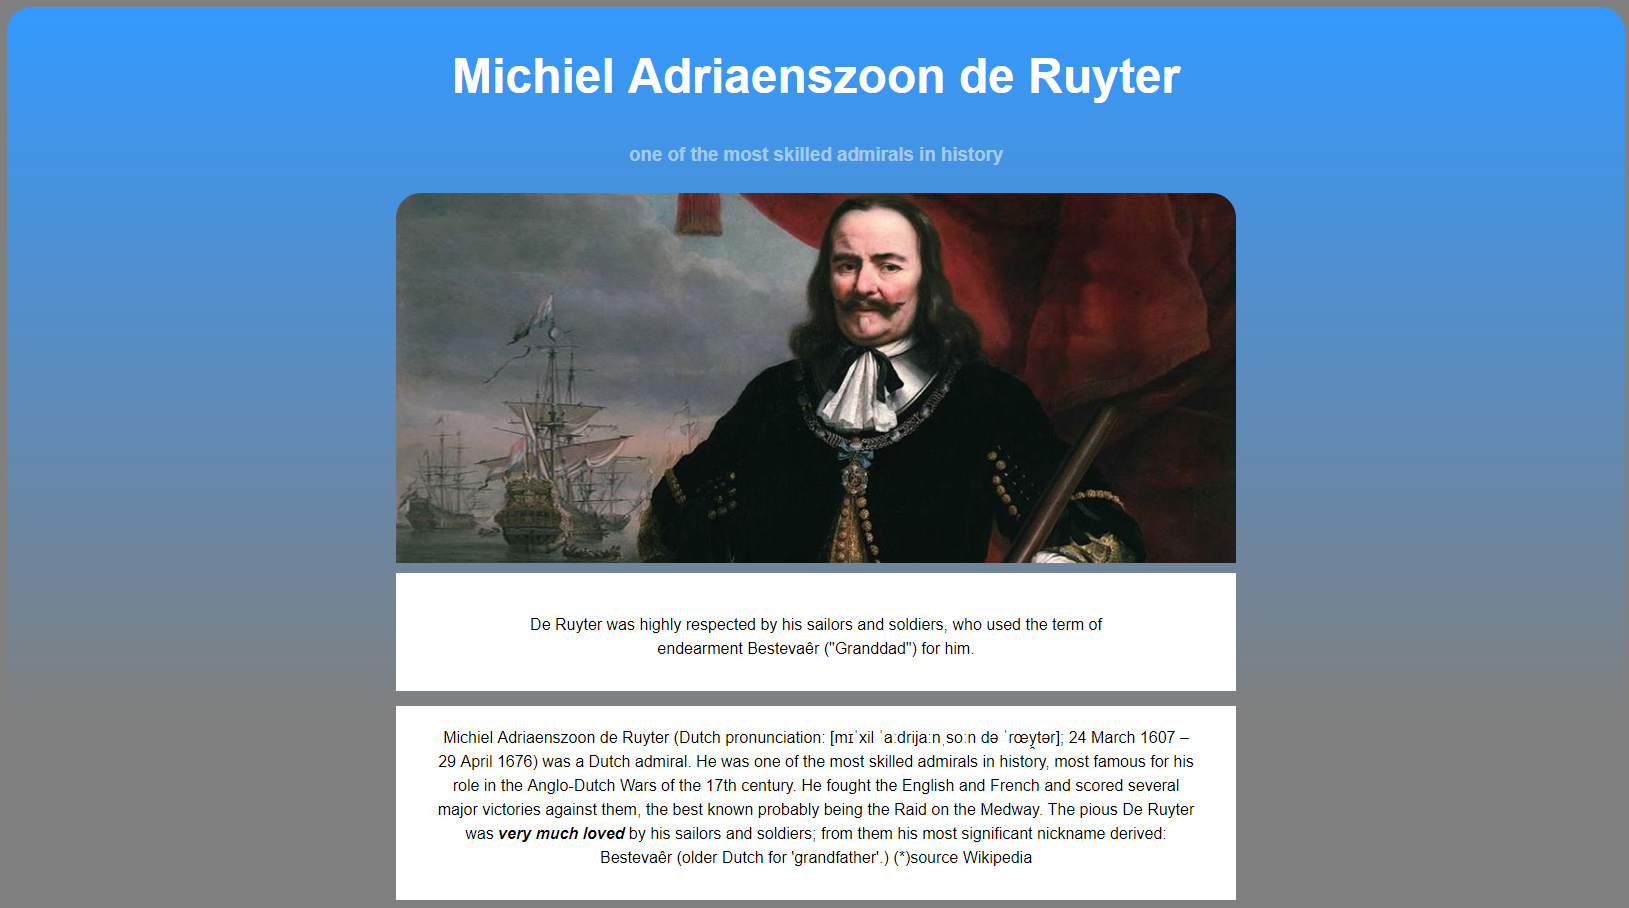 Michiel Adriaenszoon de Ruyter
one of the most skilled admirals in history
De Ruyter was highly respected by his sailors and soldiers, who used the term of
endearment Bestevaêr ("Granddad") for him.
Michiel Adriaenszoon de Ruyter (Dutch pronunciation: [mɪˈxil ˈaːdrijaːnˌsoːn də ˈrœy̯tər]; 24 March 1607 –
29 April 1676) was a Dutch admiral. He was one of the most skilled admirals in history, most famous for his
role in the Anglo-Dutch Wars of the 17th century. He fought the English and French and scored several
major victories against them, the best known probably being the Raid on the Medway. The pious De Ruyter
was very much loved by his sailors and soldiers; from them his most significant nickname derived:
Bestevaêr (older Dutch for 'grandfather'.) (*)source Wikipedia